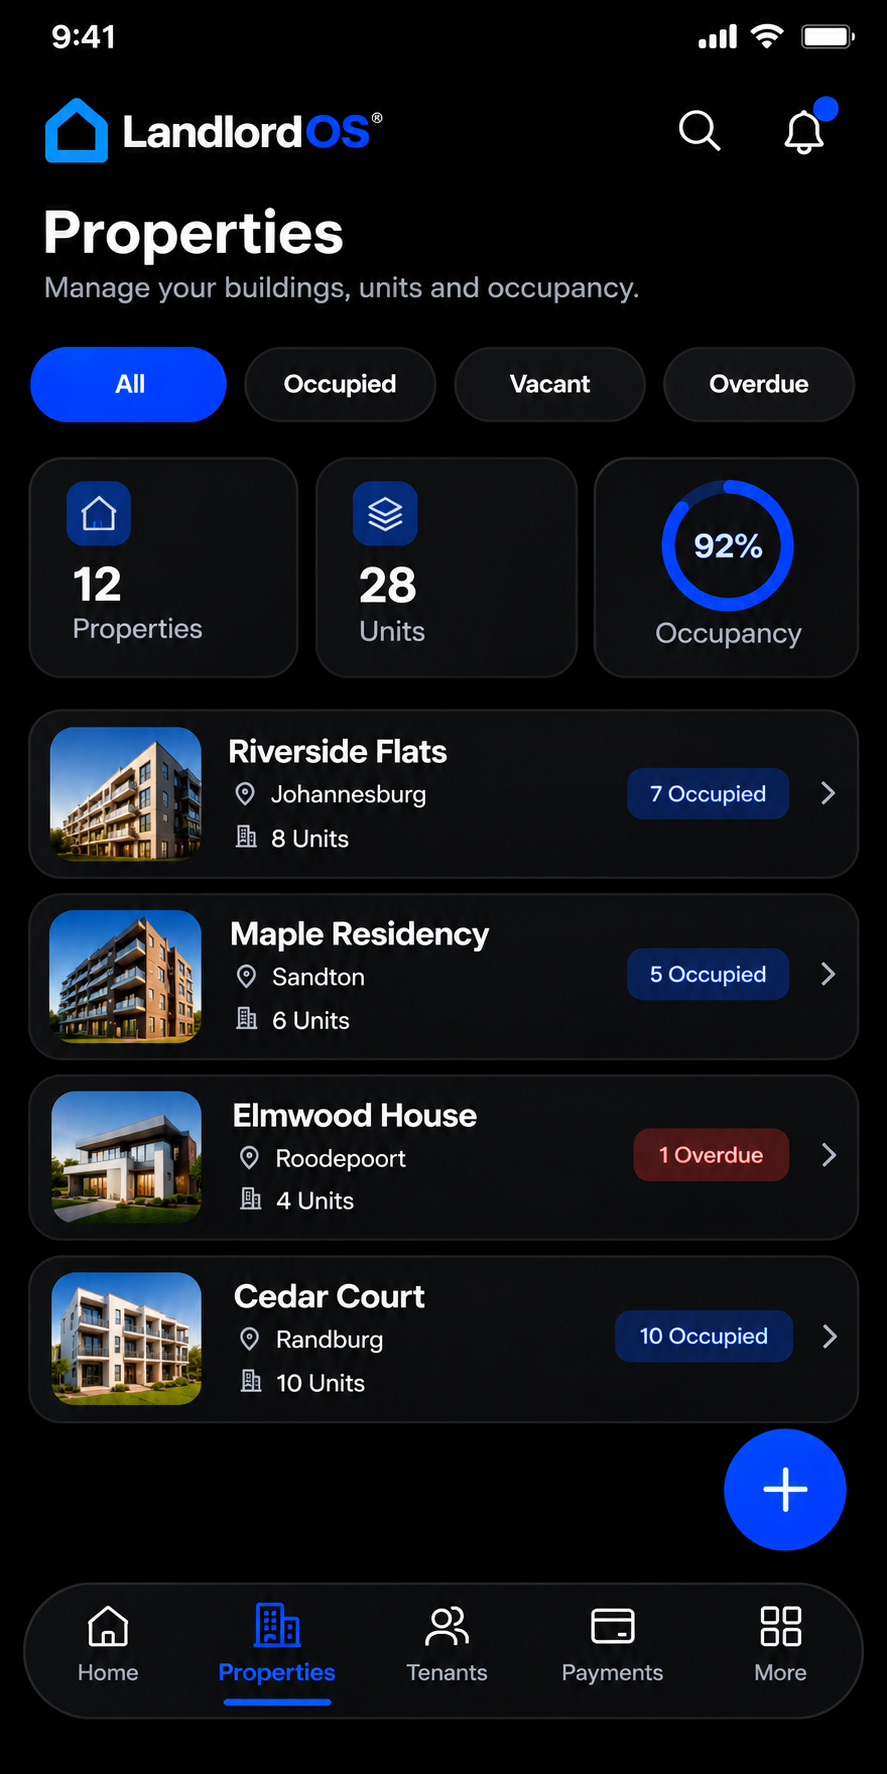 9:41
LandlordOS®
Properties
Manage your buildings, units and occupancy.
All
Occupied
Vacant
Overdue
12
Properties
28
Units
92%
Occupancy
Riverside Flats
Johannesburg
8 Units
7 Occupied
Maple Residency
Sandton
6 Units
5 Occupied
Elmwood House
Roodepoort
4 Units
1 Overdue
Cedar Court
Randburg
10 Units
10 Occupied
Home
Properties
Tenants
Payments
More